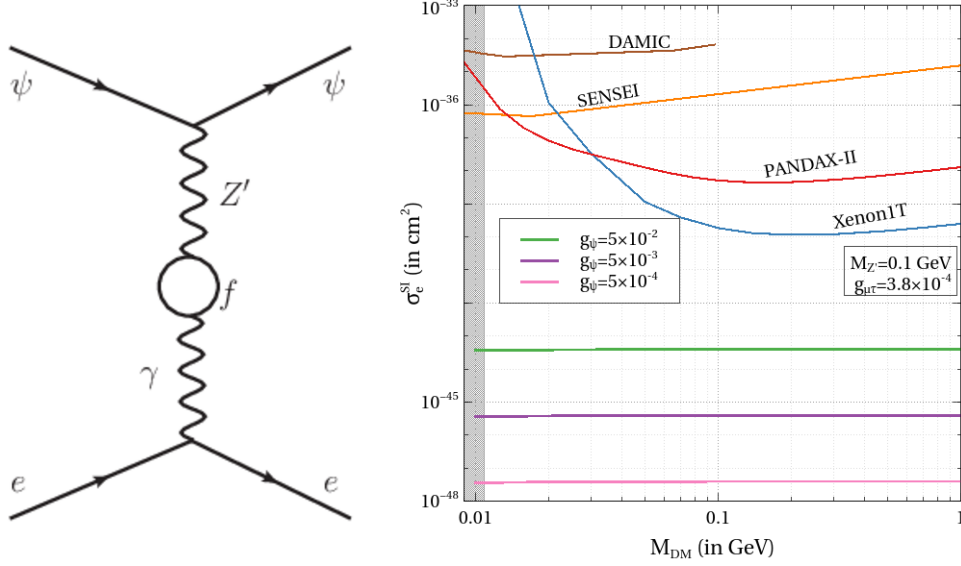 ψ
ψ
Z′
f
γ
e
e
10⁻³³
10⁻³⁶
10⁻⁴⁵
10⁻⁴⁸
σₑ^SI (in cm²)
DAMIC
SENSEI
PANDAX-II
Xenon1T
g_ψ=5×10⁻²
g_ψ=5×10⁻³
g_ψ=5×10⁻⁴
M_Z'=0.1 GeV
g_μτ=3.8×10⁻⁴
0.01
0.1
1
M_DM (in GeV)